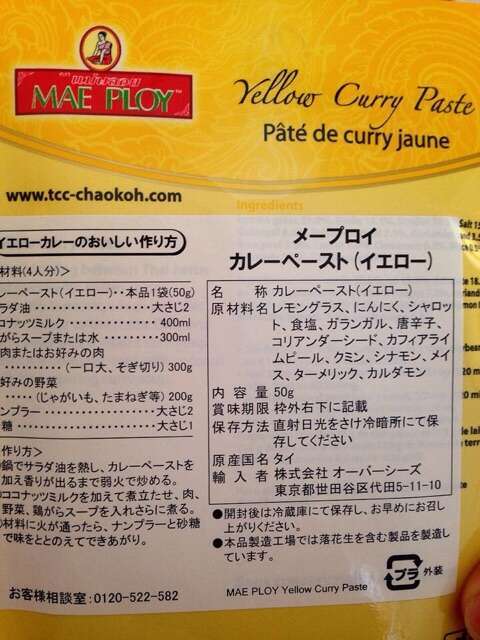 แม่พลอย
MAE PLOY™
Yellow Curry Paste
Pâté de curry jaune
www.tcc-chaokoh.com
Ingredients
イエローカレーのおいしい作り方
材料(4人分)>
レーペースト(イエロー)‥本品1袋(50g)
ラダ油‥‥‥‥‥‥‥‥‥大さじ2
コナッツミルク‥‥‥‥‥400ml
がらスープまたは水‥‥‥300ml
肉またはお好みの肉
‥‥‥(一口大、そぎ切り) 300g
好みの野菜
‥‥(じゃがいも、たまねぎ等) 200g
ンプラー‥‥‥‥‥‥‥‥大さじ2
糖‥‥‥‥‥‥‥‥‥‥大さじ1
作り方>
鍋でサラダ油を熱し、カレーペーストを
加え香りが出るまで弱火で炒める。
ココナッツミルクを加えて煮立たせ、肉、
野菜、鶏がらスープを入れさらに煮る。
材料に火が通ったら、ナンプラーと砂糖
で味をととのえてできあがり。
お客様相談室:0120-522-582
メープロイ
カレーペースト(イエロー)
名　　称 カレーペースト(イエロー)
原材料名 レモングラス、にんにく、シャロッ
ト、食塩、ガランガル、唐辛子、
コリアンダーシード、カフィアライ
ムピール、クミン、シナモン、メイ
ス、ターメリック、カルダモン
内 容 量 50g
賞味期限 枠外右下に記載
保存方法 直射日光をさけ冷暗所にて保
存してください
原産国名 タイ
輸 入 者 株式会社 オーバーシーズ
東京都世田谷区代田5-11-10
●開封後は冷蔵庫にて保存し、お早めにお召し
上がりください。
●本品製造工場では落花生を含む製品を製造し
ています。
プラ 外装
MAE PLOY Yellow Curry Paste